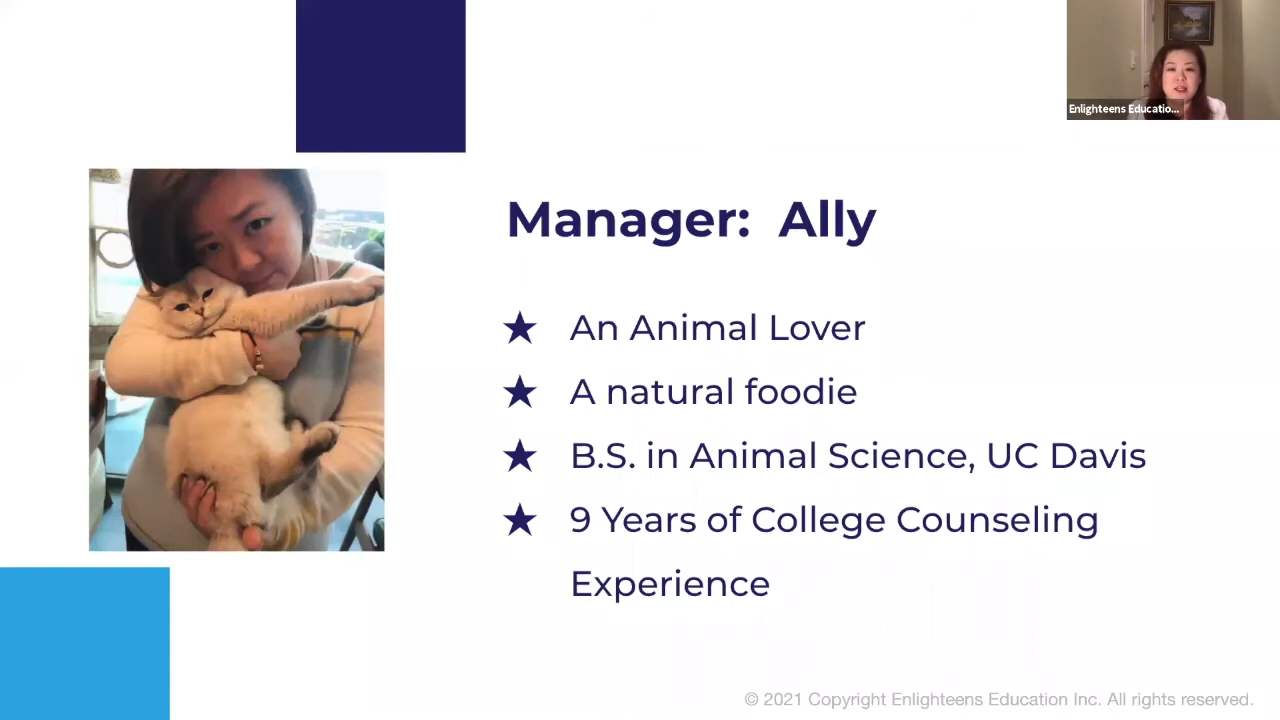 Enlighteens Educatio...
Manager: Ally
★ An Animal Lover
★ A natural foodie
★ B.S. in Animal Science, UC Davis
★ 9 Years of College Counseling
Experience
© 2021 Copyright Enlighteens Education Inc. All rights reserved.